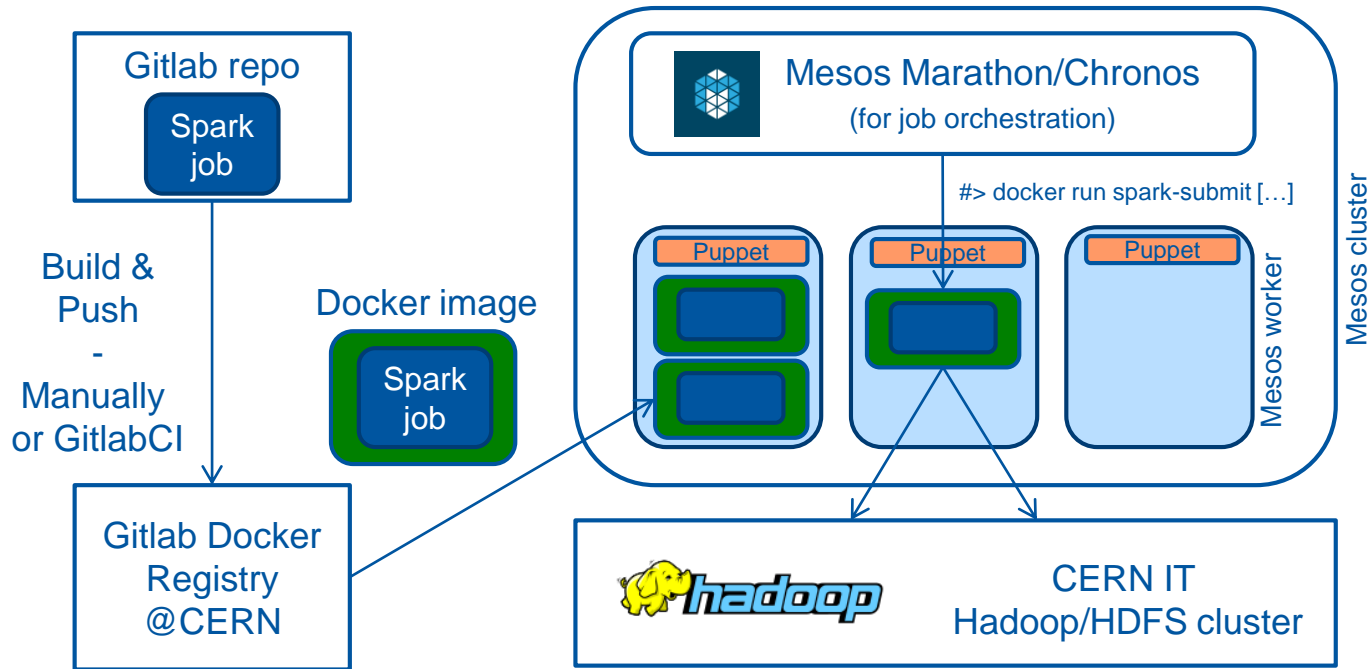 Gitlab repo
Spark
job
Build &
Push
-
Manually
or GitlabCI
Docker image
Spark
job
Gitlab Docker
Registry
@CERN
Mesos Marathon/Chronos
(for job orchestration)
#> docker run spark-submit […]
Puppet
Puppet
Puppet
Mesos worker
Mesos cluster
hadoop
CERN IT
Hadoop/HDFS cluster